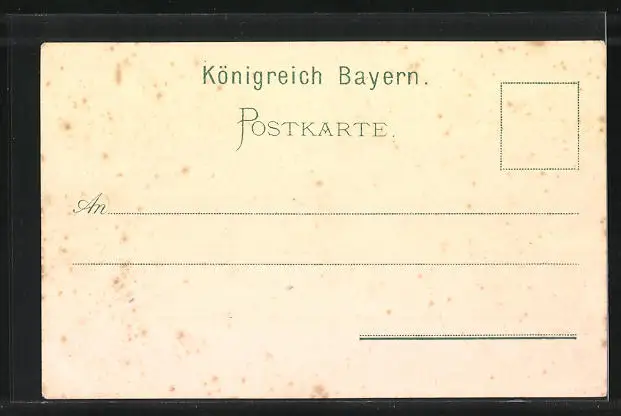 Königreich Bayern.
POSTKARTE.
An